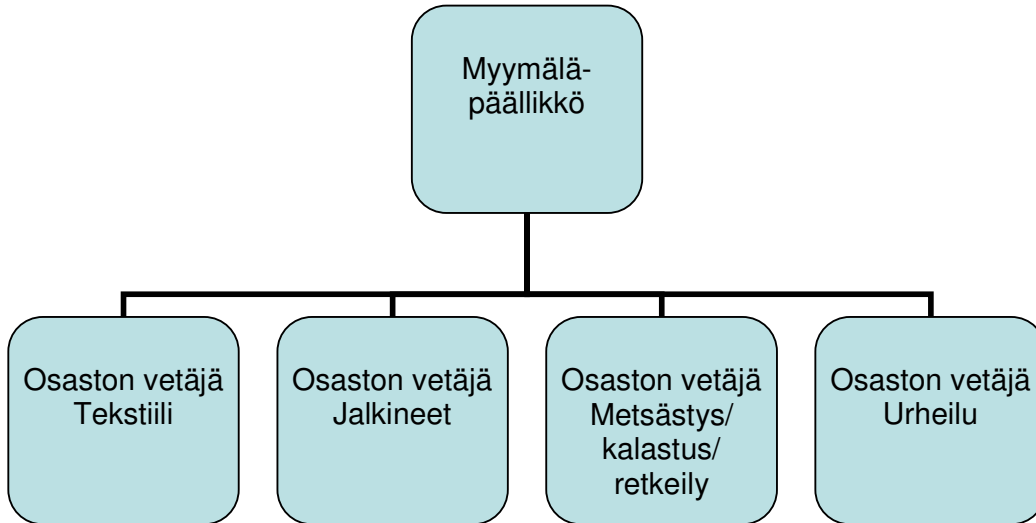 Myymälä-
päällikkö
Osaston vetäjä
Tekstiili
Osaston vetäjä
Jalkineet
Osaston vetäjä
Metsästys/
kalastus/
retkeily
Osaston vetäjä
Urheilu